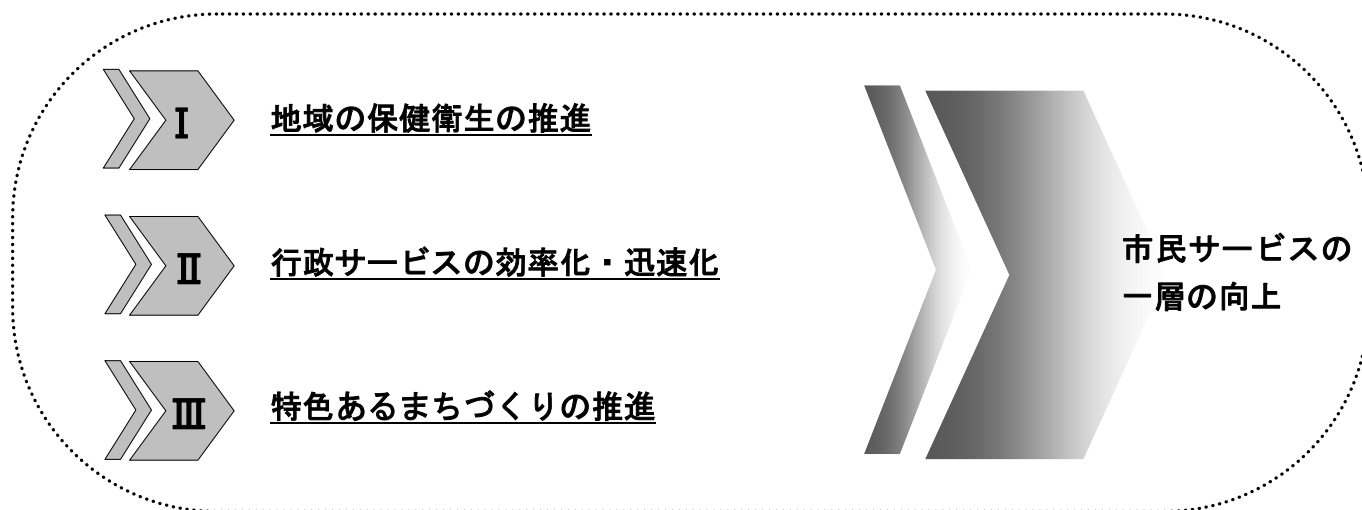 Ⅰ 地域の保健衛生の推進
Ⅱ 行政サービスの効率化・迅速化
Ⅲ 特色あるまちづくりの推進
市民サービスの
一層の向上